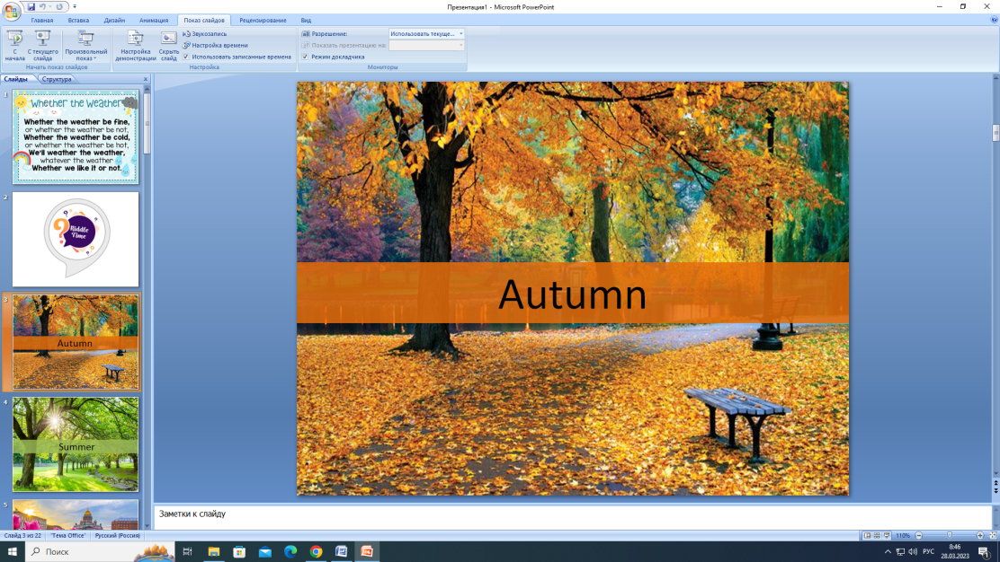 Презентация1 - Microsoft PowerPoint
Главная Вставка Дизайн Анимация Показ слайдов Рецензирование Вид
С начала
С текущего слайда
Произвольный показ
Начать показ слайдов
Настройка демонстрации
Скрыть слайд
Звукозапись
Настройка времени
Использовать записанные времена
Настройка
Разрешение: Использовать текуще...
Показать презентацию на:
Режим докладчика
Мониторы
Слайды Структура
1
Whether the Weather
Whether the weather be fine,
or whether the weather be not,
Whether the weather be cold,
or whether the weather be hot,
We'll weather the weather,
whatever the weather
Whether we like it or not.
2
Riddle
Time
3
Autumn
4
Summer
5
Autumn
Заметки к слайду
Слайд 3 из 22 "Тема Office" Русский (Россия) 110%
Поиск
РУС
8:46
28.03.2023